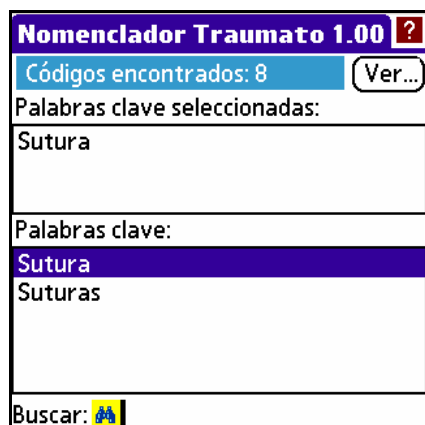 Nomenclador Traumato 1.00 ?
Códigos encontrados: 8 Ver...
Palabras clave seleccionadas:
Sutura
Palabras clave:
Sutura
Suturas
Buscar: